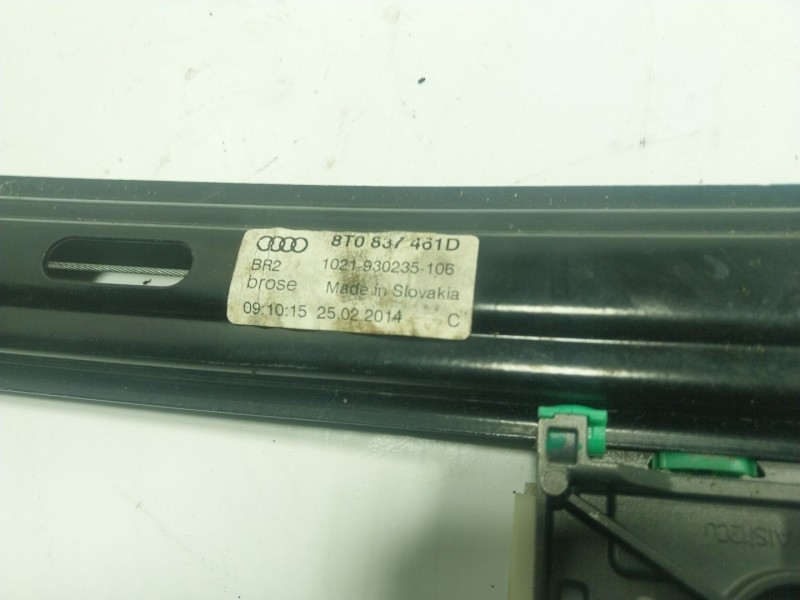 8T0 837 461D
BR2 1021-930235-106
brose Made in Slovakia
09:10:15 25.02.2014 C